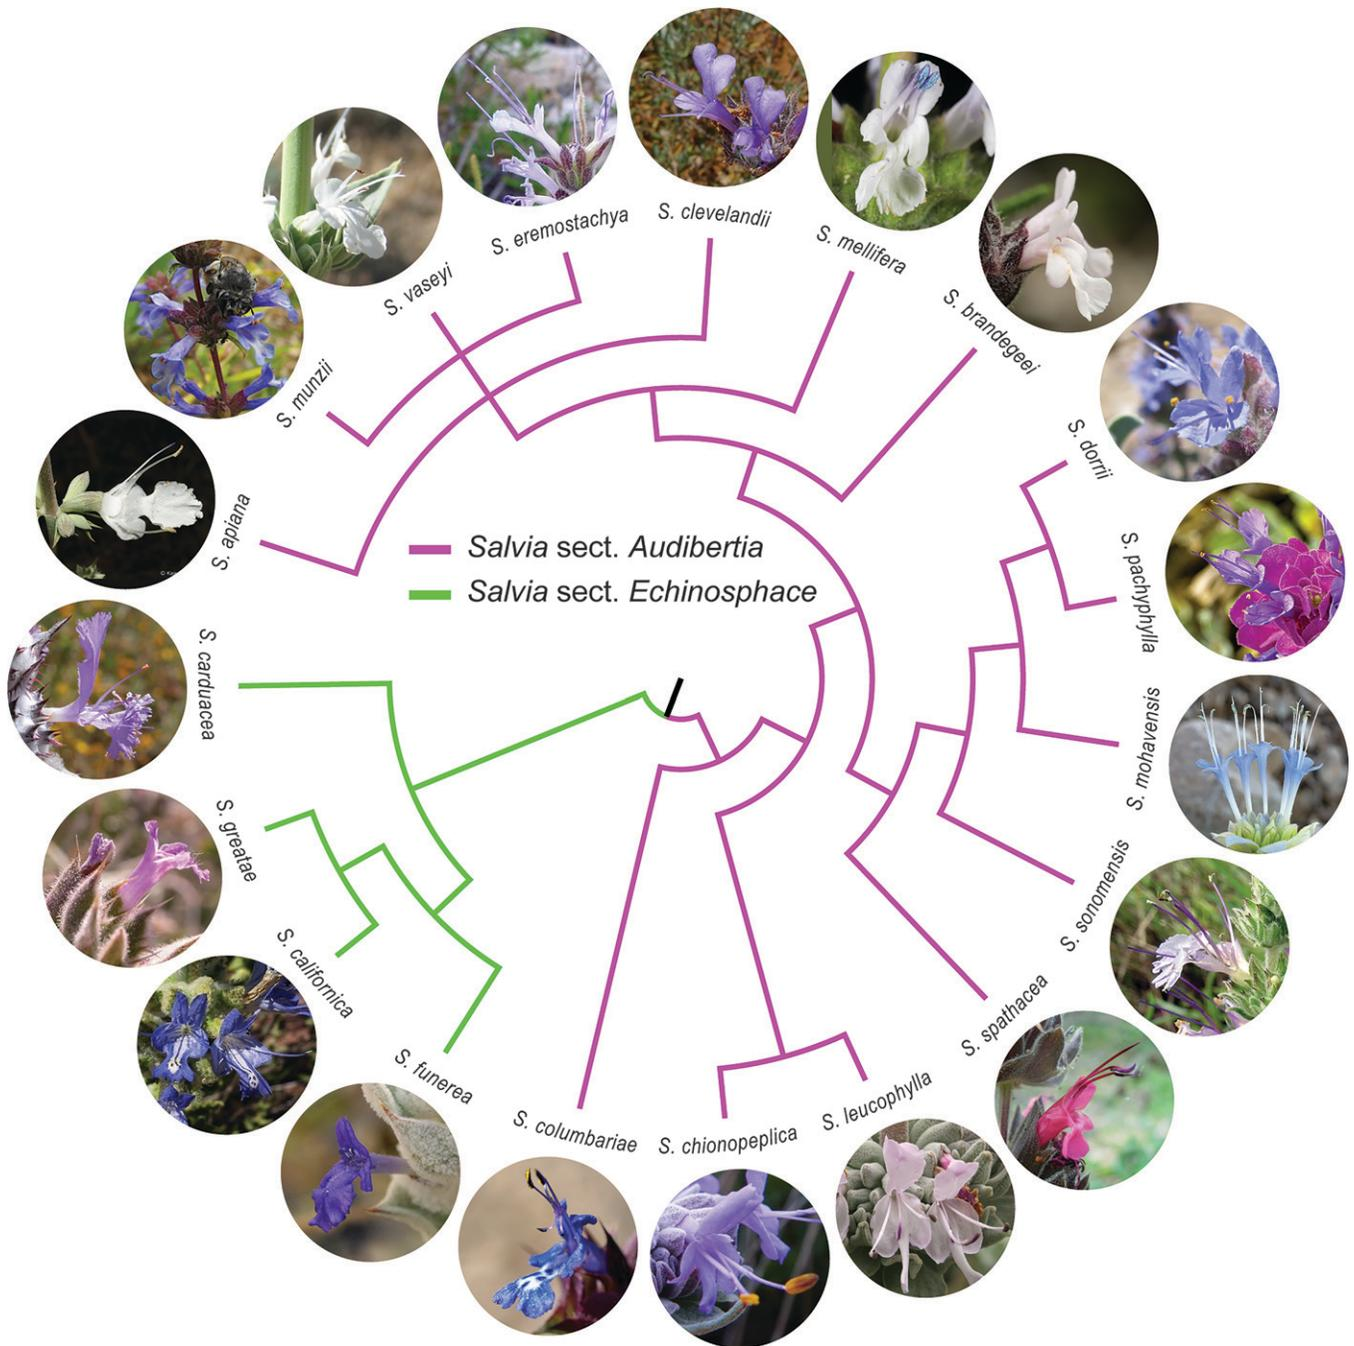 S. eremostachya
S. clevelandii
S. mellifera
S. brandegeei
S. dorrii
S. pachyphylla
S. mohavensis
S. sonomensis
S. spathacea
S. leucophylla
S. chionopeplica
S. columbariae
S. funerea
S. californica
S. greatae
S. carduacea
S. apiana
S. munzii
S. vaseyi
Salvia sect. Audibertia
Salvia sect. Echinosphace